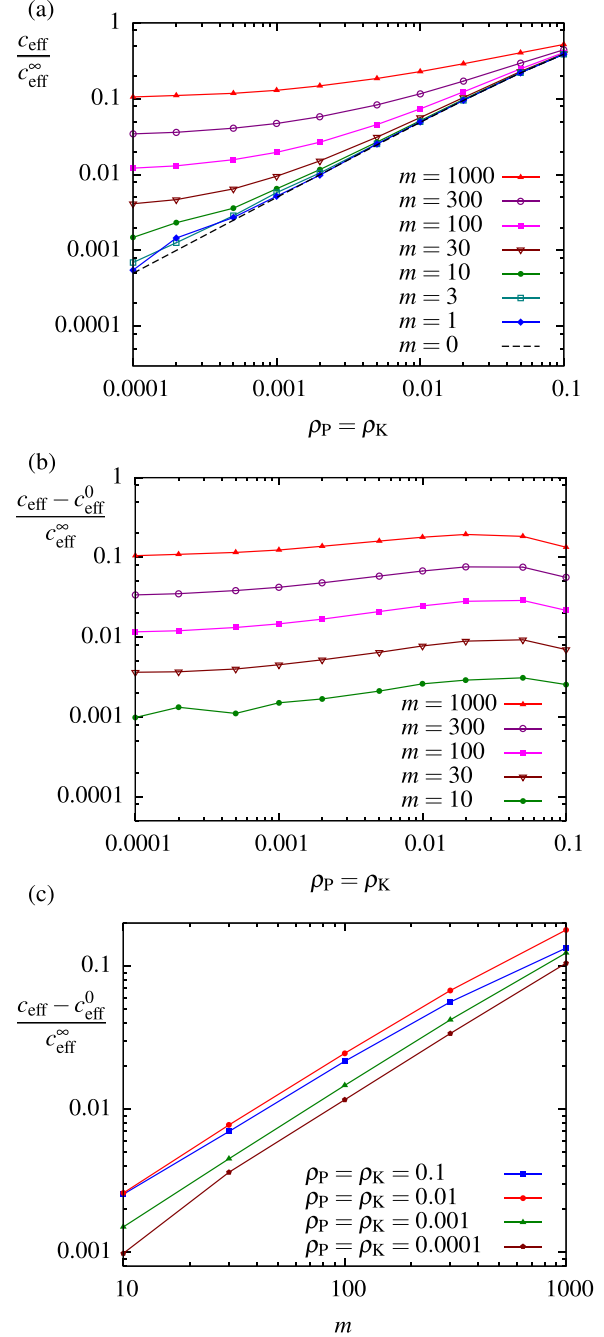 (a)
c_eff / c_eff^∞
1
0.1
0.01
0.001
0.0001
m = 1000
m = 300
m = 100
m = 30
m = 10
m = 3
m = 1
m = 0
0.0001 0.001 0.01 0.1
ρ_P = ρ_K
(b)
c_eff − c_eff^0 / c_eff^∞
1
0.1
0.01
0.001
0.0001
m = 1000
m = 300
m = 100
m = 30
m = 10
0.0001 0.001 0.01 0.1
ρ_P = ρ_K
(c)
c_eff − c_eff^0 / c_eff^∞
0.1
0.01
0.001
ρ_P = ρ_K = 0.1
ρ_P = ρ_K = 0.01
ρ_P = ρ_K = 0.001
ρ_P = ρ_K = 0.0001
10 100 1000
m